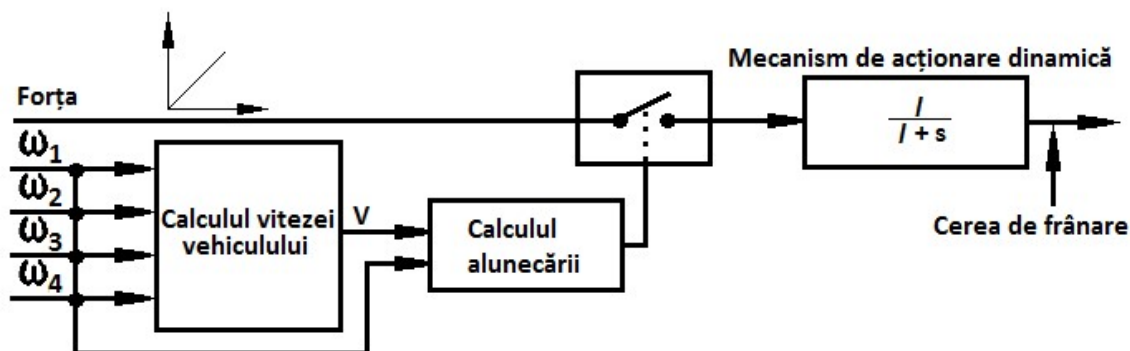 Mecanism de acționare dinamică
Forța
ω1
ω2
ω3
ω4
Calculul vitezei
vehiculului
V
Calculul
alunecării
I
I + s
Cerea de frânare